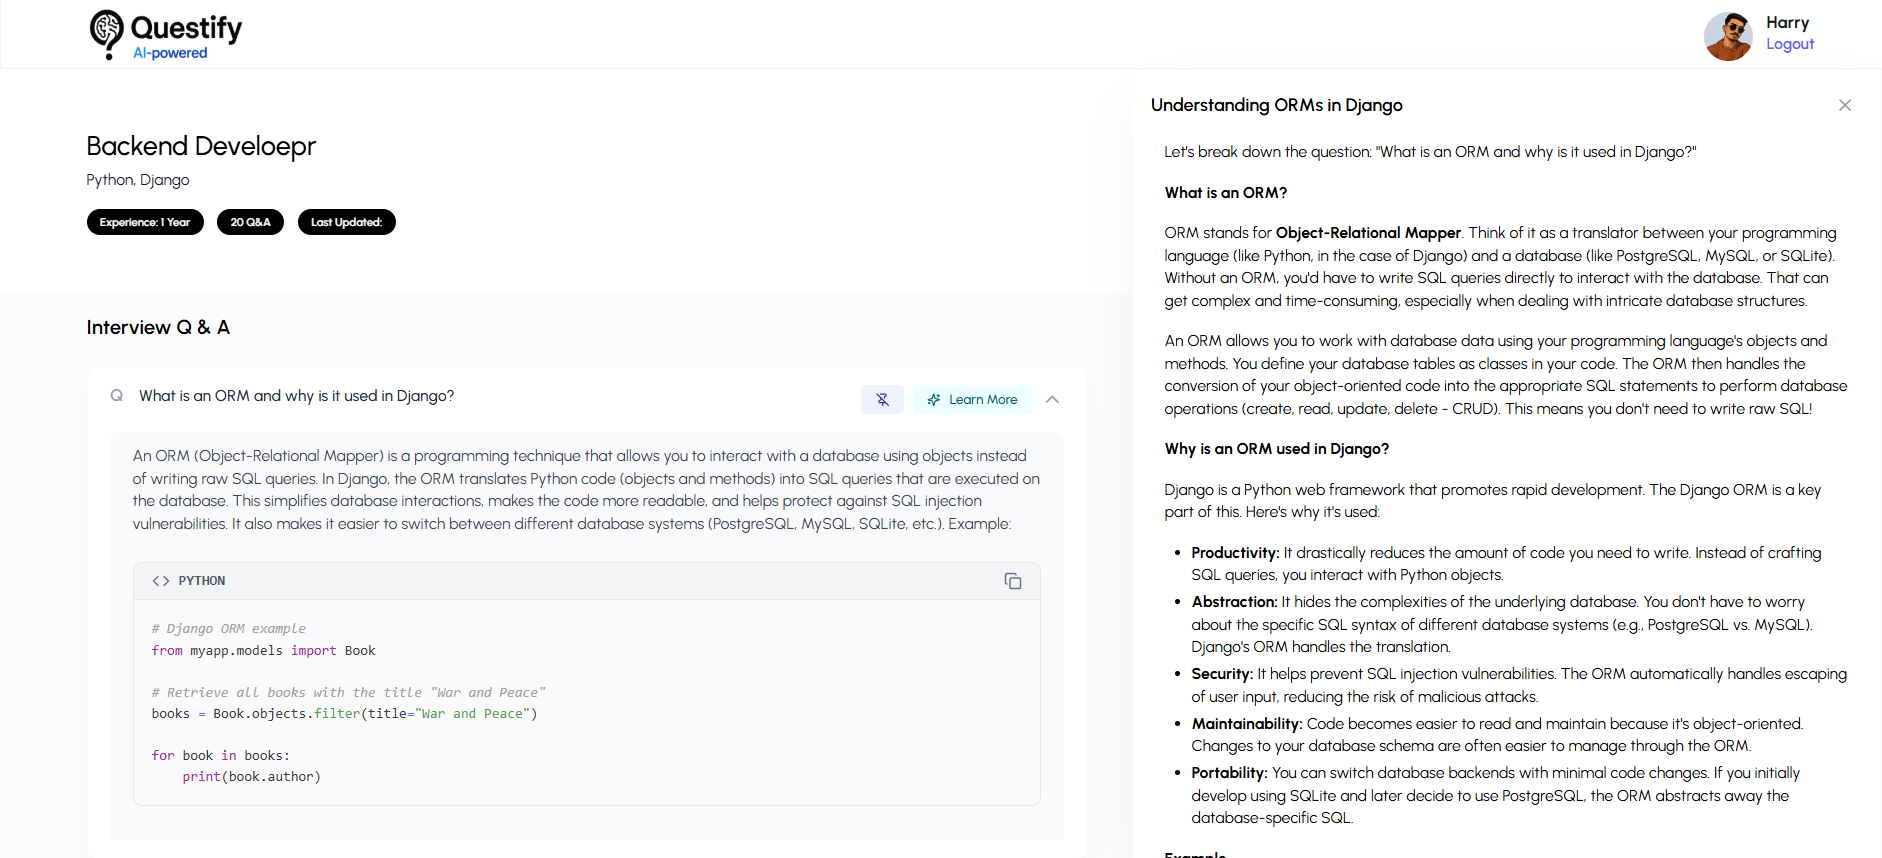 Questify
AI-powered
Harry
Logout
Backend Develoepr
Python, Django
Experience: 1 Year
20 Q&A
Last Updated:
Interview Q & A
Q What is an ORM and why is it used in Django?
Learn More
An ORM (Object-Relational Mapper) is a programming technique that allows you to interact with a database using objects instead
of writing raw SQL queries. In Django, the ORM translates Python code (objects and methods) into SQL queries that are executed on
the database. This simplifies database interactions, makes the code more readable, and helps protect against SQL injection
vulnerabilities. It also makes it easier to switch between different database systems (PostgreSQL, MySQL, SQLite, etc.). Example:
<> PYTHON
# Django ORM example
from myapp.models import Book
# Retrieve all books with the title "War and Peace"
books = Book.objects.filter(title="War and Peace")
for book in books:
    print(book.author)
Understanding ORMs in Django
Let's break down the question: "What is an ORM and why is it used in Django?"
What is an ORM?
ORM stands for Object-Relational Mapper. Think of it as a translator between your programming
language (like Python, in the case of Django) and a database (like PostgreSQL, MySQL, or SQLite).
Without an ORM, you'd have to write SQL queries directly to interact with the database. That can
get complex and time-consuming, especially when dealing with intricate database structures.
An ORM allows you to work with database data using your programming language's objects and
methods. You define your database tables as classes in your code. The ORM then handles the
conversion of your object-oriented code into the appropriate SQL statements to perform database
operations (create, read, update, delete - CRUD). This means you don't need to write raw SQL!
Why is an ORM used in Django?
Django is a Python web framework that promotes rapid development. The Django ORM is a key
part of this. Here's why it's used:
• Productivity: It drastically reduces the amount of code you need to write. Instead of crafting
SQL queries, you interact with Python objects.
• Abstraction: It hides the complexities of the underlying database. You don't have to worry
about the specific SQL syntax of different database systems (e.g., PostgreSQL vs. MySQL).
Django's ORM handles the translation.
• Security: It helps prevent SQL injection vulnerabilities. The ORM automatically handles escaping
of user input, reducing the risk of malicious attacks.
• Maintainability: Code becomes easier to read and maintain because it's object-oriented.
Changes to your database schema are often easier to manage through the ORM.
• Portability: You can switch database backends with minimal code changes. If you initially
develop using SQLite and later decide to use PostgreSQL, the ORM abstracts away the
database-specific SQL.
Example